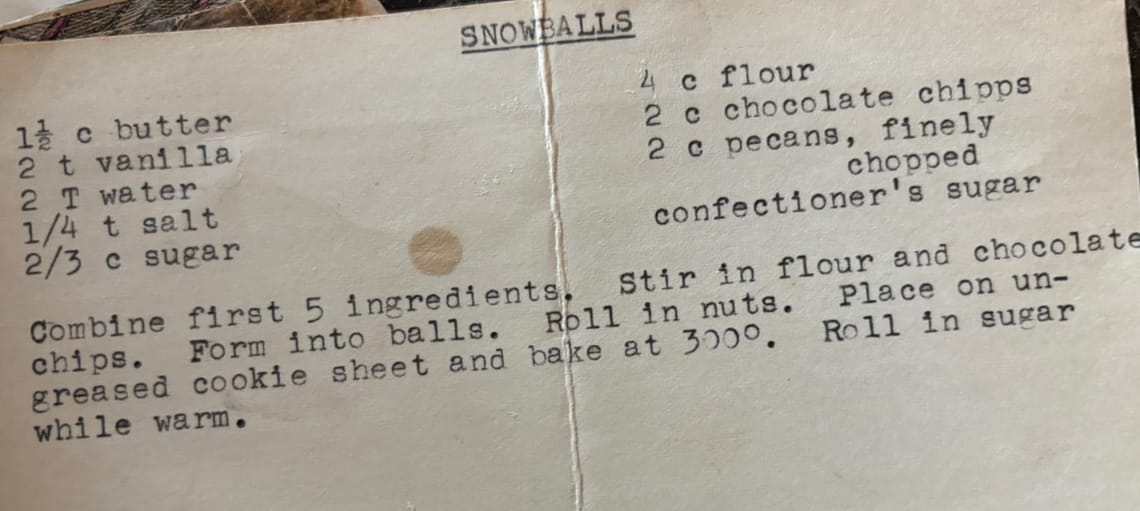 SNOWBALLS
1½ c butter
2 t vanilla
2 T water
1/4 t salt
2/3 c sugar
4 c flour
2 c chocolate chipps
2 c pecans, finely
chopped
confectioner's sugar
Combine first 5 ingredients. Stir in flour and chocolate
chips. Form into balls. Roll in nuts. Place on un-
greased cookie sheet and bake at 300°. Roll in sugar
while warm.